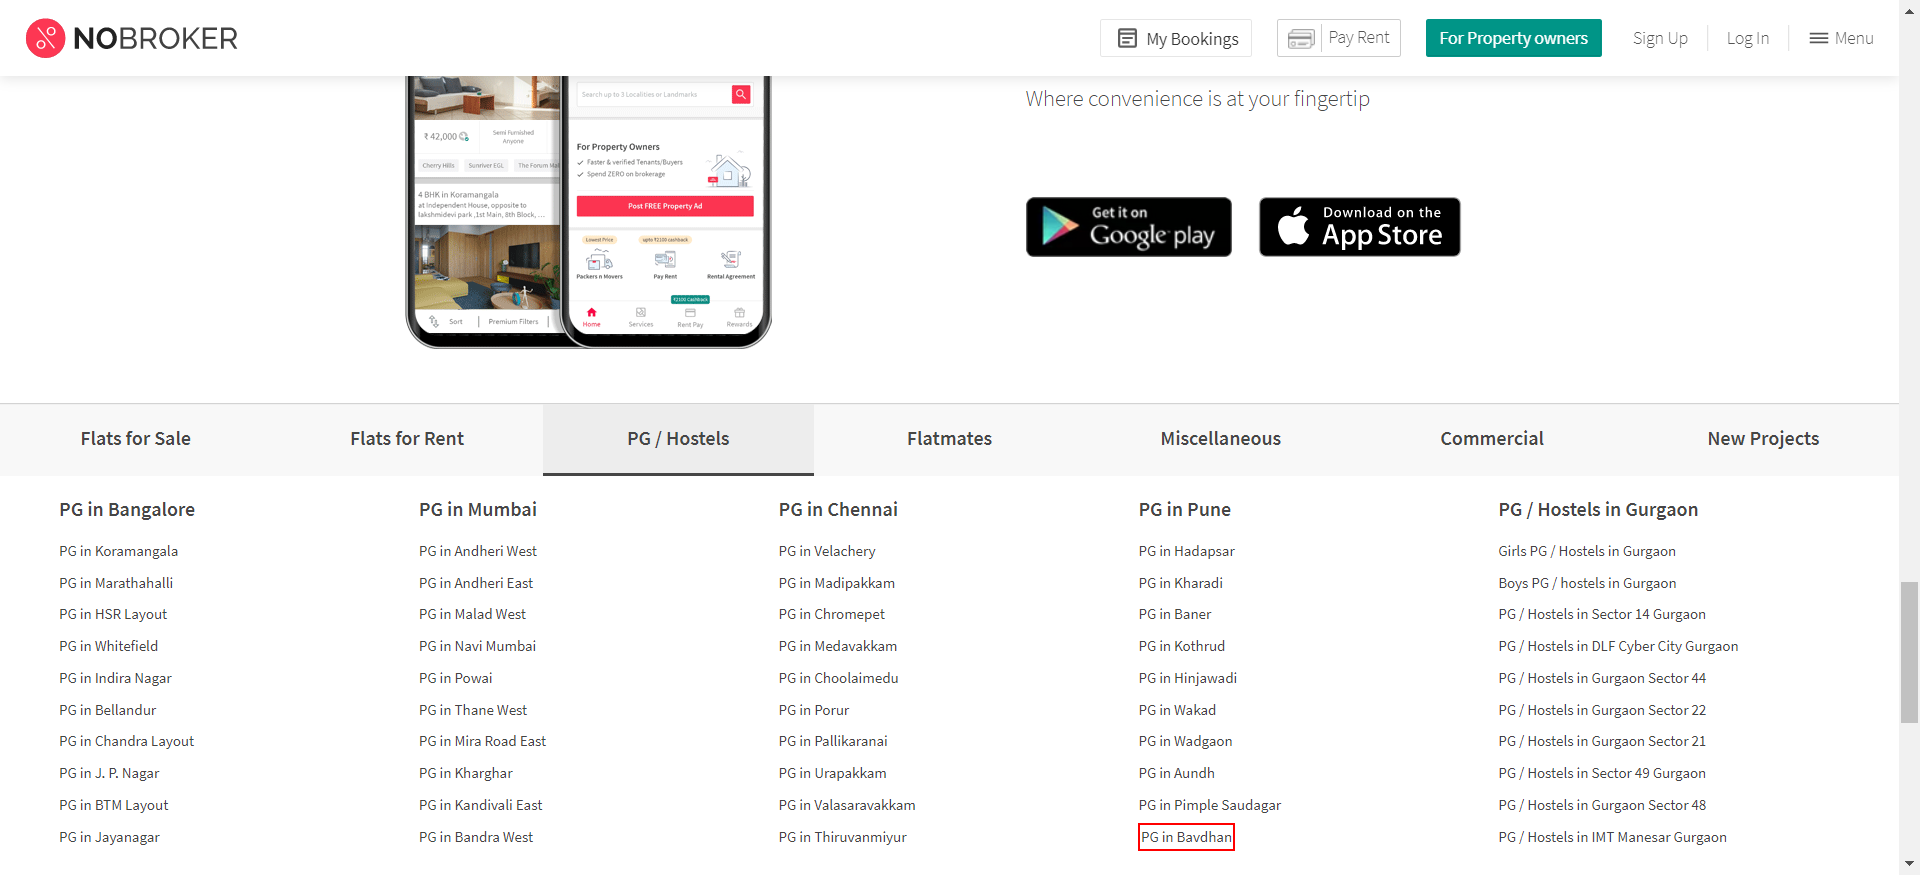 NOBROKER
My Bookings
Pay Rent
For Property owners
Sign Up
Log In
Menu
Where convenience is at your fingertip
₹ 42,000
Semi Furnished
Anyone
Cherry Hills
Sunriver EGL
The Forum Mal
4 BHK in Koramangala
at Independent House, opposite to
lakshmidevi park ,1st Main, 8th Block, ...
Sort
Premium Filters
Search up to 3 Localities or Landmarks
For Property Owners
Faster & verified Tenants/Buyers
Spend ZERO on brokerage
Post FREE Property Ad
Lowest Price
upto ₹2100 cashback
Packers n Movers
Pay Rent
Rental Agreement
₹2100 Cashback
Home
Services
Rent Pay
Rewards
Get it on
Google play
Download on the
App Store
Flats for Sale
Flats for Rent
PG / Hostels
Flatmates
Miscellaneous
Commercial
New Projects
PG in Bangalore
PG in Koramangala
PG in Marathahalli
PG in HSR Layout
PG in Whitefield
PG in Indira Nagar
PG in Bellandur
PG in Chandra Layout
PG in J. P. Nagar
PG in BTM Layout
PG in Jayanagar
PG in Mumbai
PG in Andheri West
PG in Andheri East
PG in Malad West
PG in Navi Mumbai
PG in Powai
PG in Thane West
PG in Mira Road East
PG in Kharghar
PG in Kandivali East
PG in Bandra West
PG in Chennai
PG in Velachery
PG in Madipakkam
PG in Chromepet
PG in Medavakkam
PG in Choolaimedu
PG in Porur
PG in Pallikaranai
PG in Urapakkam
PG in Valasaravakkam
PG in Thiruvanmiyur
PG in Pune
PG in Hadapsar
PG in Kharadi
PG in Baner
PG in Kothrud
PG in Hinjawadi
PG in Wakad
PG in Wadgaon
PG in Aundh
PG in Pimple Saudagar
PG in Bavdhan
PG / Hostels in Gurgaon
Girls PG / Hostels in Gurgaon
Boys PG / hostels in Gurgaon
PG / Hostels in Sector 14 Gurgaon
PG / Hostels in DLF Cyber City Gurgaon
PG / Hostels in Gurgaon Sector 44
PG / Hostels in Gurgaon Sector 22
PG / Hostels in Gurgaon Sector 21
PG / Hostels in Sector 49 Gurgaon
PG / Hostels in Gurgaon Sector 48
PG / Hostels in IMT Manesar Gurgaon